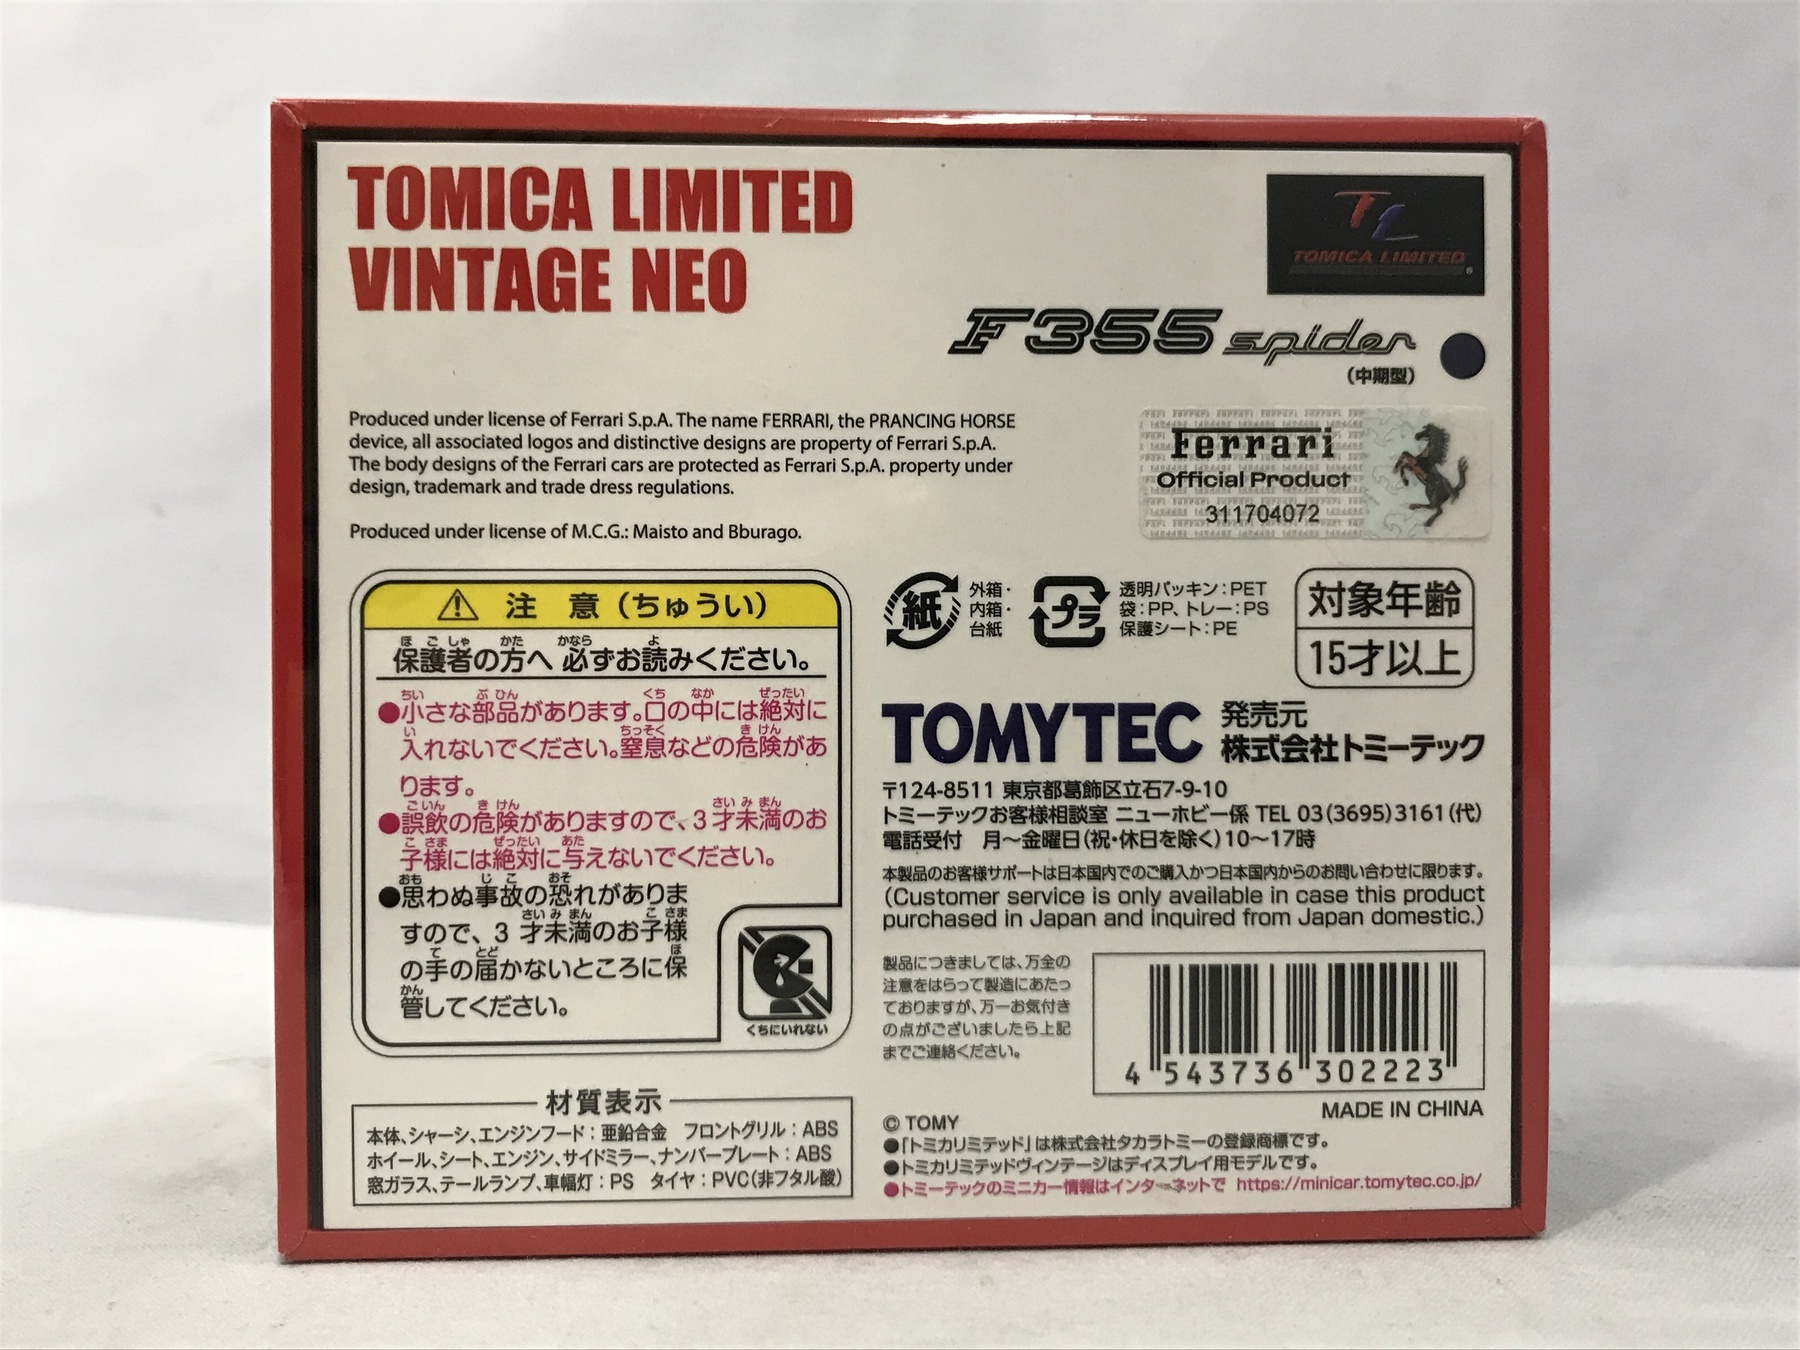 TOMICA LIMITED
VINTAGE NEO
TL
TOMICA LIMITED
F355 spider
（中期型）
Produced under license of Ferrari S.p.A. The name FERRARI, the PRANCING HORSE
device, all associated logos and distinctive designs are property of Ferrari S.p.A.
The body designs of the Ferrari cars are protected as Ferrari S.p.A. property under
design, trademark and trade dress regulations.
Produced under license of M.C.G.: Maisto and Bburago.
Ferrari
Official Product
311704072
注　意（ちゅうい）
保護者の方へ 必ずお読みください。
●小さな部品があります。口の中には絶対に
入れないでください。窒息などの危険があ
ります。
●誤飲の危険がありますので、3才未満のお
子様には絶対に与えないでください。
●思わぬ事故の恐れがありま
すので、3才未満のお子様
の手の届かないところに保
管してください。
くちにいれない
材質表示
本体、シャーシ、エンジンフード：亜鉛合金　フロントグリル：ABS
ホイール、シート、エンジン、サイドミラー、ナンバープレート：ABS
窓ガラス、テールランプ、車幅灯：PS　タイヤ：PVC（非フタル酸）
紙
外箱・
内箱・
台紙
プラ
透明パッキン：PET
袋：PP、トレー：PS
保護シート：PE
対象年齢
15才以上
TOMYTEC
発売元
株式会社トミーテック
〒124-8511 東京都葛飾区立石7-9-10
トミーテックお客様相談室 ニューホビー係 TEL 03(3695)3161(代)
電話受付　月～金曜日(祝・休日を除く)10～17時
本製品のお客様サポートは日本国内でのご購入かつ日本国内からのお問い合わせに限ります。
(Customer service is only available in case this product
purchased in Japan and inquired from Japan domestic.)
製品につきましては、万全の
注意をはらって製造にあたっ
ておりますが、万一お気付き
の点がございましたら上記
までご連絡ください。
4 543736 302223
MADE IN CHINA
© TOMY
●「トミカリミテッド」は株式会社タカラトミーの登録商標です。
●トミカリミテッドヴィンテージはディスプレイ用モデルです。
●トミーテックのミニカー情報はインターネットで https://minicar.tomytec.co.jp/